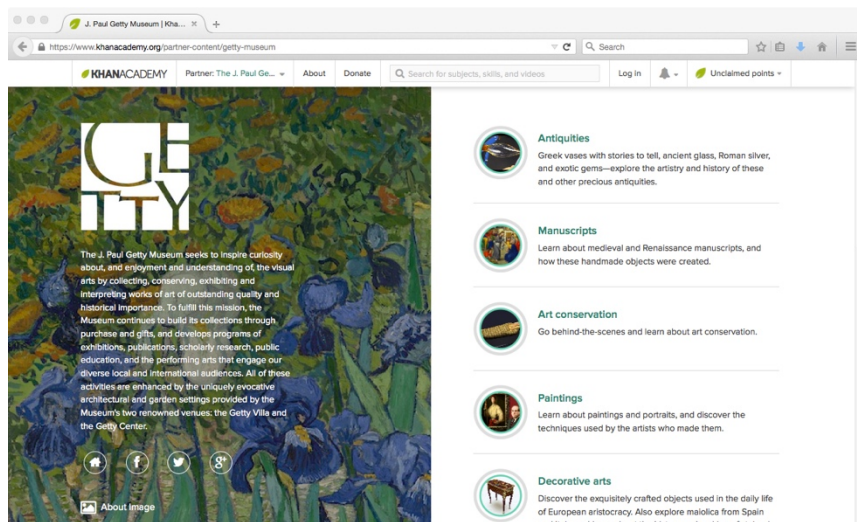 J. Paul Getty Museum | Kha...
https://www.khanacademy.org/partner-content/getty-museum
Search
KHANACADEMY
Partner: The J. Paul Ge...
About
Donate
Search for subjects, skills, and videos
Log in
Unclaimed points
GETTY
The J. Paul Getty Museum seeks to inspire curiosity
about, and enjoyment and understanding of, the visual
arts by collecting, conserving, exhibiting and
interpreting works of art of outstanding quality and
historical importance. To fulfill this mission, the
Museum continues to build its collections through
purchase and gifts, and develops programs of
exhibitions, publications, scholarly research, public
education, and the performing arts that engage our
diverse local and international audiences. All of these
activities are enhanced by the uniquely evocative
architectural and garden settings provided by the
Museum's two renowned venues: the Getty Villa and
the Getty Center.
f
g+
About Image
Antiquities
Greek vases with stories to tell, ancient glass, Roman silver,
and exotic gems—explore the artistry and history of these
and other precious antiquities.
Manuscripts
Learn about medieval and Renaissance manuscripts, and
how these handmade objects were created.
Art conservation
Go behind-the-scenes and learn about art conservation.
Paintings
Learn about paintings and portraits, and discover the
techniques used by the artists who made them.
Decorative arts
Discover the exquisitely crafted objects used in the daily life
of European aristocracy. Also explore maiolica from Spain